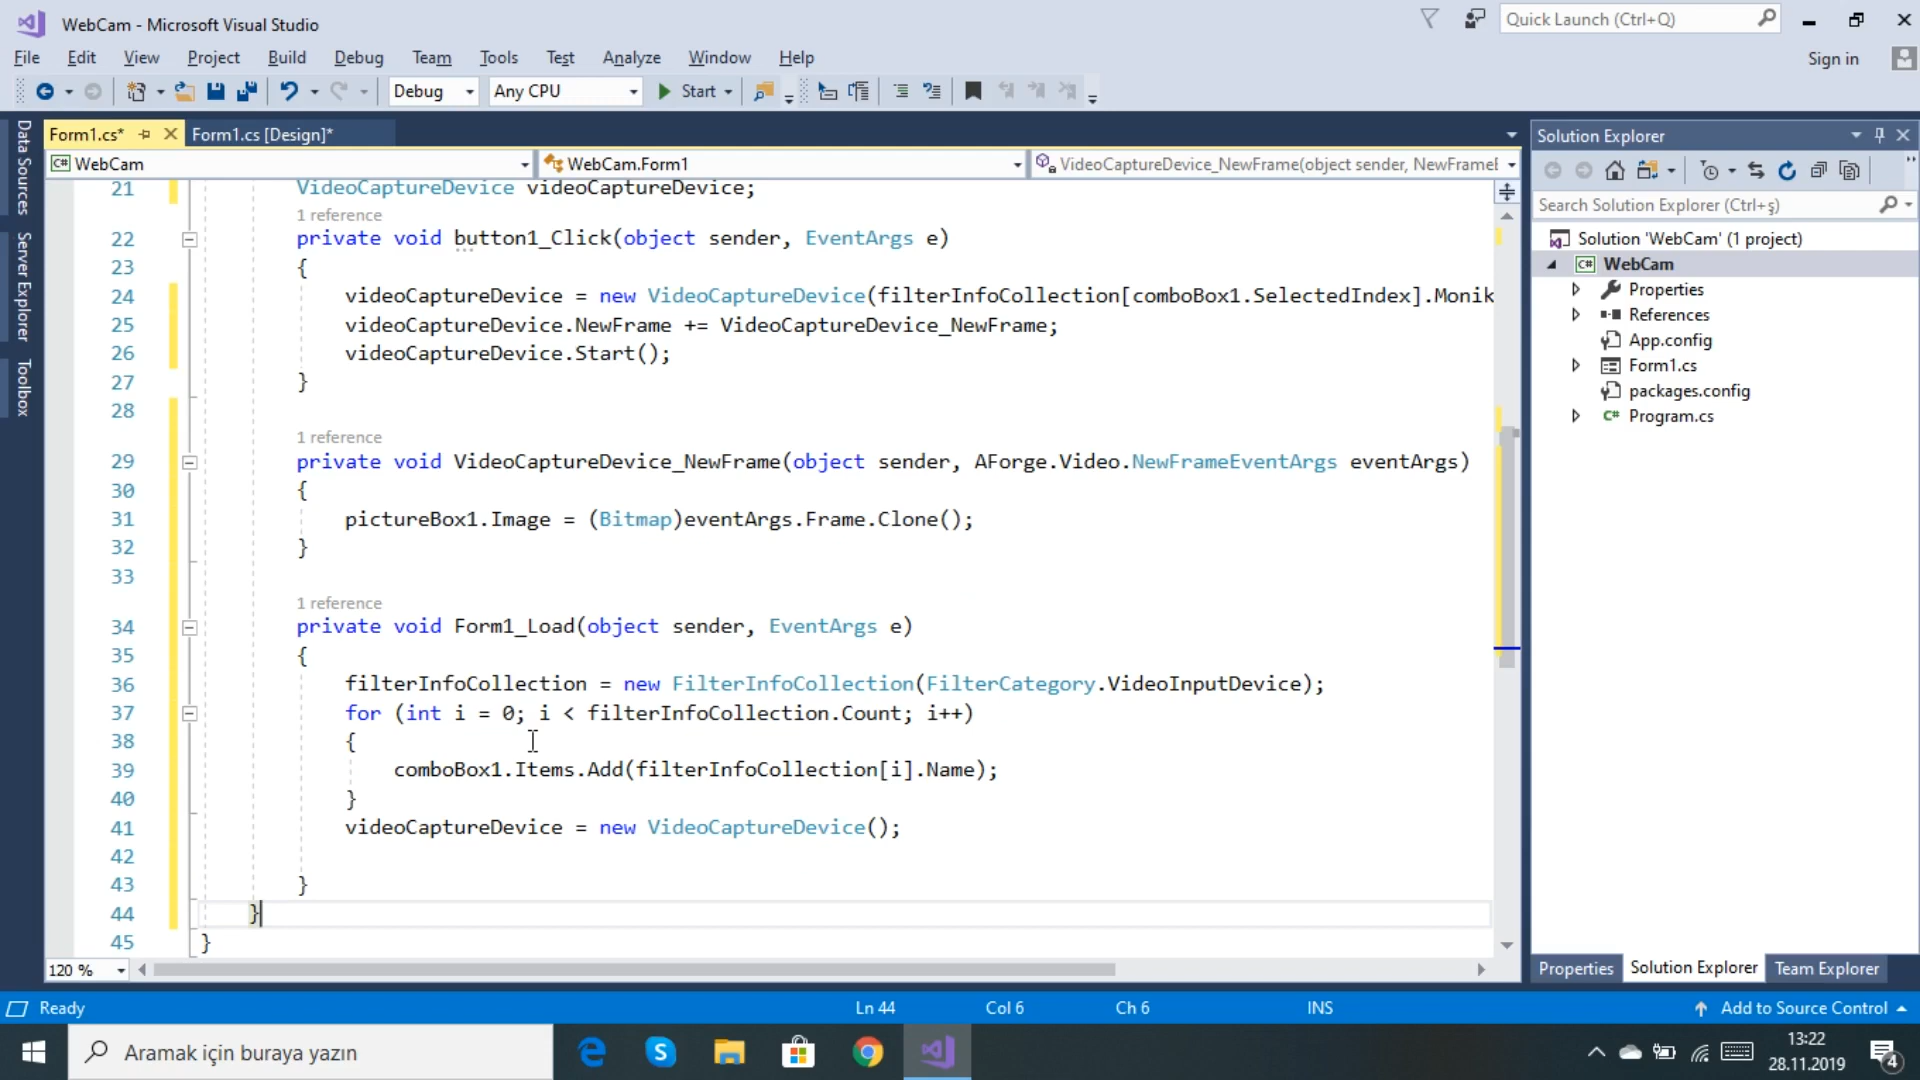 WebCam - Microsoft Visual Studio
Quick Launch (Ctrl+Q)
File Edit View Project Build Debug Team Tools Test Analyze Window Help
Sign in
Debug Any CPU Start
Form1.cs* Form1.cs [Design]*
C# WebCam WebCam.Form1 VideoCaptureDevice_NewFrame(object sender, NewFrameE
Data Sources
Server Explorer
Toolbox
21 VideoCaptureDevice videoCaptureDevice;
1 reference
22 private void button1_Click(object sender, EventArgs e)
23 {
24 videoCaptureDevice = new VideoCaptureDevice(filterInfoCollection[comboBox1.SelectedIndex].Monik
25 videoCaptureDevice.NewFrame += VideoCaptureDevice_NewFrame;
26 videoCaptureDevice.Start();
27 }
28
1 reference
29 private void VideoCaptureDevice_NewFrame(object sender, AForge.Video.NewFrameEventArgs eventArgs)
30 {
31 pictureBox1.Image = (Bitmap)eventArgs.Frame.Clone();
32 }
33
1 reference
34 private void Form1_Load(object sender, EventArgs e)
35 {
36 filterInfoCollection = new FilterInfoCollection(FilterCategory.VideoInputDevice);
37 for (int i = 0; i < filterInfoCollection.Count; i++)
38 {
39 comboBox1.Items.Add(filterInfoCollection[i].Name);
40 }
41 videoCaptureDevice = new VideoCaptureDevice();
42
43 }
44 }
45 }
120 %
Solution Explorer
Search Solution Explorer (Ctrl+ş)
Solution 'WebCam' (1 project)
C# WebCam
Properties
References
App.config
Form1.cs
packages.config
C# Program.cs
Properties Solution Explorer Team Explorer
Ready Ln 44 Col 6 Ch 6 INS Add to Source Control
Aramak için buraya yazın
13:22
28.11.2019
4